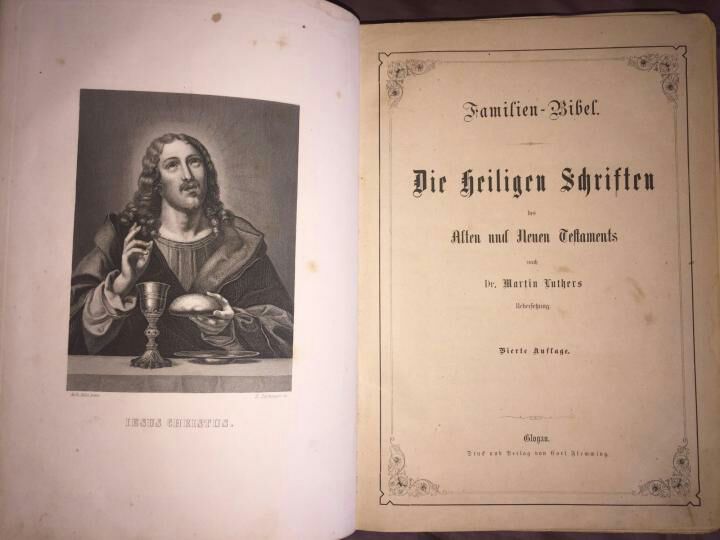 IESUS CHRISTUS.
Familien-Bibel.
Die Heiligen Schriften
des
Alten und Neuen Testaments
nach
Dr. Martin Luthers
Uebersetzung.
Vierte Auflage.
Glogau.
Druck und Verlag von Carl Flemming.